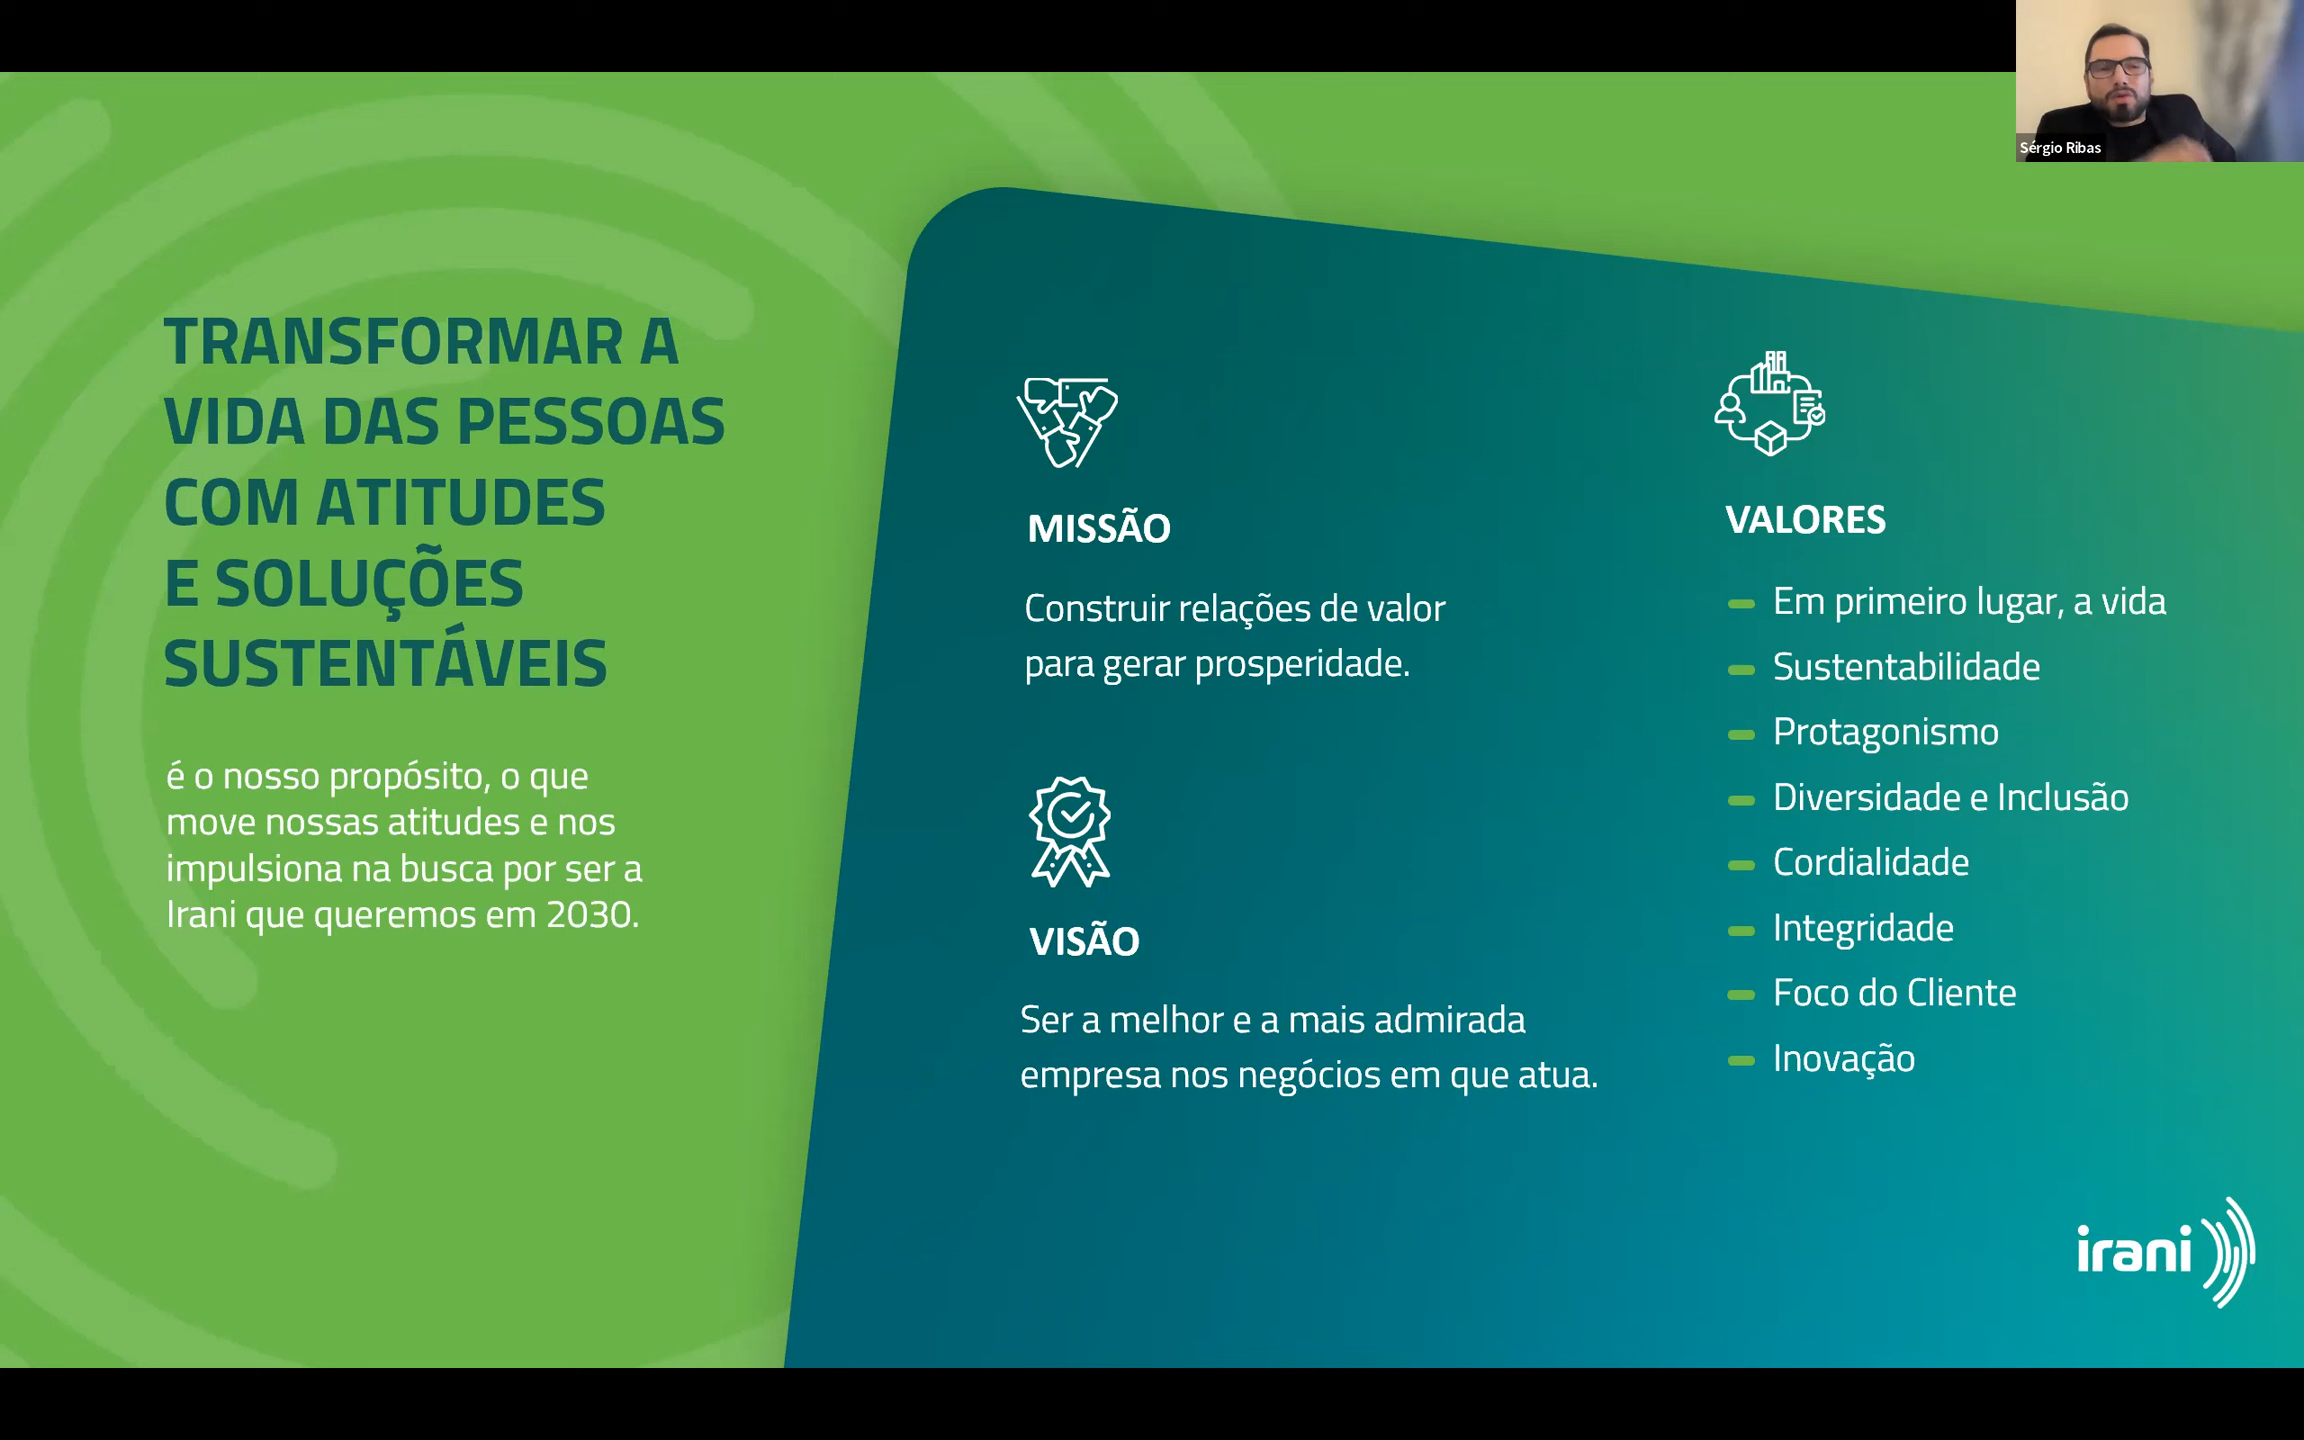 Sérgio Ribas
TRANSFORMAR A
VIDA DAS PESSOAS
COM ATITUDES
E SOLUÇÕES
SUSTENTÁVEIS
é o nosso propósito, o que
move nossas atitudes e nos
impulsiona na busca por ser a
Irani que queremos em 2030.
MISSÃO
Construir relações de valor
para gerar prosperidade.
VISÃO
Ser a melhor e a mais admirada
empresa nos negócios em que atua.
VALORES
Em primeiro lugar, a vida
Sustentabilidade
Protagonismo
Diversidade e Inclusão
Cordialidade
Integridade
Foco do Cliente
Inovação
irani